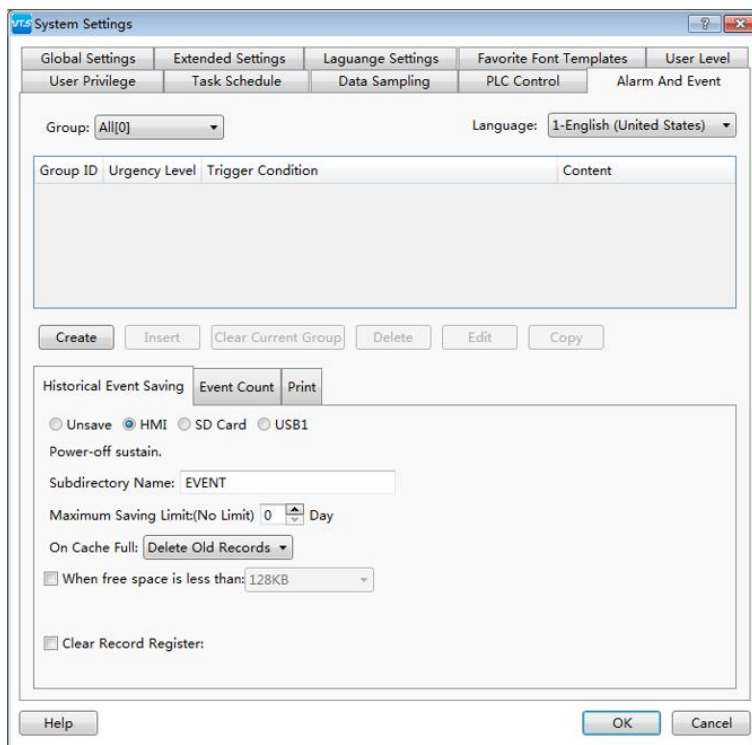 VTS System Settings
Global Settings Extended Settings Laguange Settings Favorite Font Templates User Level
User Privilege Task Schedule Data Sampling PLC Control Alarm And Event
Group: All[0] Language: 1-English (United States)
Group ID Urgency Level Trigger Condition Content
Create Insert Clear Current Group Delete Edit Copy
Historical Event Saving Event Count Print
Unsave HMI SD Card USB1
Power-off sustain.
Subdirectory Name: EVENT
Maximum Saving Limit:(No Limit) 0 Day
On Cache Full: Delete Old Records
When free space is less than: 128KB
Clear Record Register:
Help OK Cancel